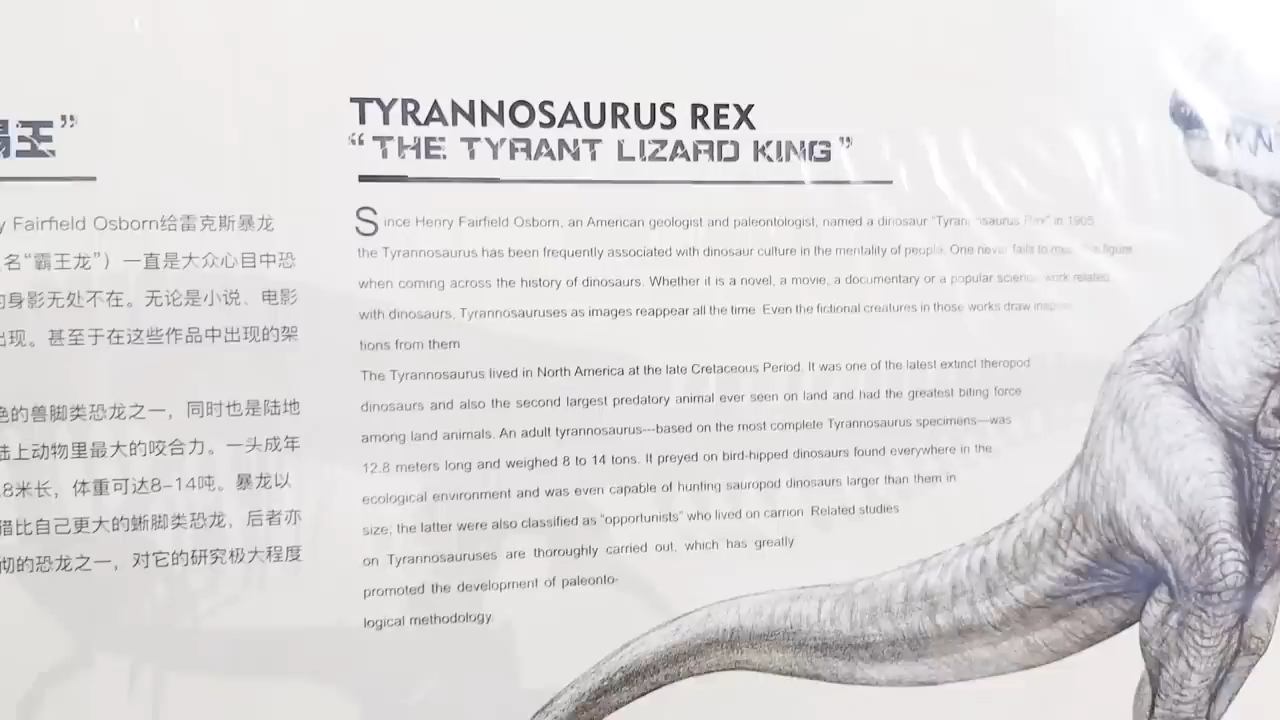 霸王”
y Fairfield Osborn给雷克斯暴龙
名“霸王龙”）一直是大众心目中恐
的身影无处不在。无论是小说、电影
出现。甚至于在这些作品中出现的架
的兽脚类恐龙之一，同时也是陆地
陆上动物里最大的咬合力。一头成年
.8米长，体重可达8-14吨。暴龙以
猎比自己更大的蜥脚类恐龙，后者亦
彻的恐龙之一，对它的研究极大程度
TYRANNOSAURUS REX
“THE TYRANT LIZARD KING”
Since Henry Fairfield Osborn, an American geologist and paleontologist, named a dinosaur in 1905
the Tyrannosaurus has been frequently associated with dinosaur culture in the mentality of people. One never fails to figure
when coming across the history of dinosaurs. Whether it is a novel, a movie, a documentary or a popular science work related
with dinosaurs, Tyrannosauruses as images reappear all the time. Even the fictional creatures in those works draw
tions from them
The Tyrannosaurus lived in North America at the late Cretaceous Period. It was one of the latest extinct theropod
dinosaurs and also the second largest predatory animal ever seen on land and had the greatest biting force
among land animals. An adult tyrannosaurus---based on the most complete Tyrannosaurus specimens—was
12.8 meters long and weighed 8 to 14 tons. It preyed on bird-hipped dinosaurs found everywhere in the
ecological environment and was even capable of hunting sauropod dinosaurs larger than them in
size; the latter were also classified as “opportunists” who lived on carrion. Related studies
on Tyrannosauruses are thoroughly carried out, which has greatly
promoted the development of paleonto-
logical methodology.